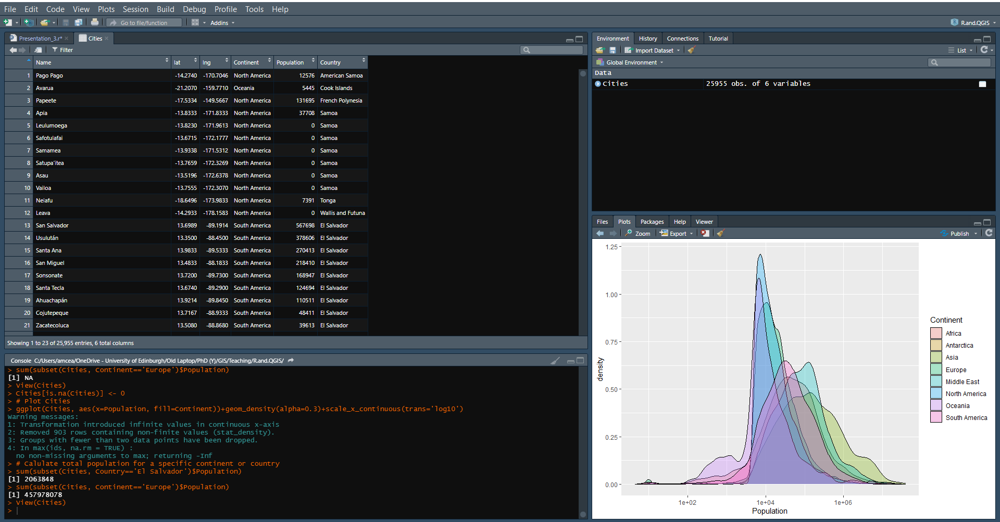 File Edit Code View Plots Session Build Debug Profile Tools Help
Go to file/function Addins R.and.QGIS
Presentation_3.r* Cities
Filter
Name lat lng Continent Population Country
1 Pago Pago -14.2740 -170.7046 North America 12576 American Samoa
2 Avarua -21.2070 -159.7710 Oceania 5445 Cook Islands
3 Papeete -17.5334 -149.5667 North America 131695 French Polynesia
4 Apia -13.8333 -171.8333 North America 37708 Samoa
5 Leulumoega -13.8230 -171.9613 North America 0 Samoa
6 Safotulafai -13.6715 -172.1777 North America 0 Samoa
7 Samamea -13.9338 -171.5312 North America 0 Samoa
8 Satupa'itea -13.7659 -172.3269 North America 0 Samoa
9 Asau -13.5196 -172.6378 North America 0 Samoa
10 Vailoa -13.7555 -172.3070 North America 0 Samoa
11 Neiafu -18.6496 -173.9833 North America 7391 Tonga
12 Leava -14.2933 -178.1583 North America 0 Wallis and Futuna
13 San Salvador 13.6989 -89.1914 South America 567698 El Salvador
14 Usulután 13.3500 -88.4500 South America 378606 El Salvador
15 Santa Ana 13.9833 -89.5333 South America 270413 El Salvador
16 San Miguel 13.4833 -88.1833 South America 218410 El Salvador
17 Sonsonate 13.7200 -89.7300 South America 168947 El Salvador
18 Santa Tecla 13.6740 -89.2900 South America 124694 El Salvador
19 Ahuachapán 13.9214 -89.8450 South America 110511 El Salvador
20 Cojutepeque 13.7167 -88.9333 South America 48411 El Salvador
21 Zacatecoluca 13.5080 -88.8680 South America 39613 El Salvador
Showing 1 to 23 of 25,955 entries, 6 total columns
Console C:/Users/amcea/OneDrive - University of Edinburgh/Old Laptop/PhD (Y)/GIS/Teaching/R.and.QGIS/
> sum(subset(Cities, Continent=='Europe')$Population)
[1] NA
> View(Cities)
> Cities[is.na(Cities)] <- 0
> # Plot Cities
> ggplot(Cities, aes(x=Population, fill=Continent))+geom_density(alpha=0.3)+scale_x_continuous(trans='log10')
Warning messages:
1: Transformation introduced infinite values in continuous x-axis
2: Removed 903 rows containing non-finite values (stat_density).
3: Groups with fewer than two data points have been dropped.
4: In max(ids, na.rm = TRUE) :
no non-missing arguments to max; returning -Inf
> # Calulate total population for a specific continent or country
> sum(subset(Cities, Country=='El Salvador')$Population)
[1] 2063848
> sum(subset(Cities, Continent=='Europe')$Population)
[1] 457978078
> View(Cities)
>
Environment History Connections Tutorial
Import Dataset List
Global Environment
Data
Cities 25955 obs. of 6 variables
Files Plots Packages Help Viewer
Zoom Export Publish
1.25
1.00
0.75
0.50
0.25
0.00
density
1e+02 1e+04 1e+06
Population
Continent
Africa
Antarctica
Asia
Europe
Middle East
North America
Oceania
South America